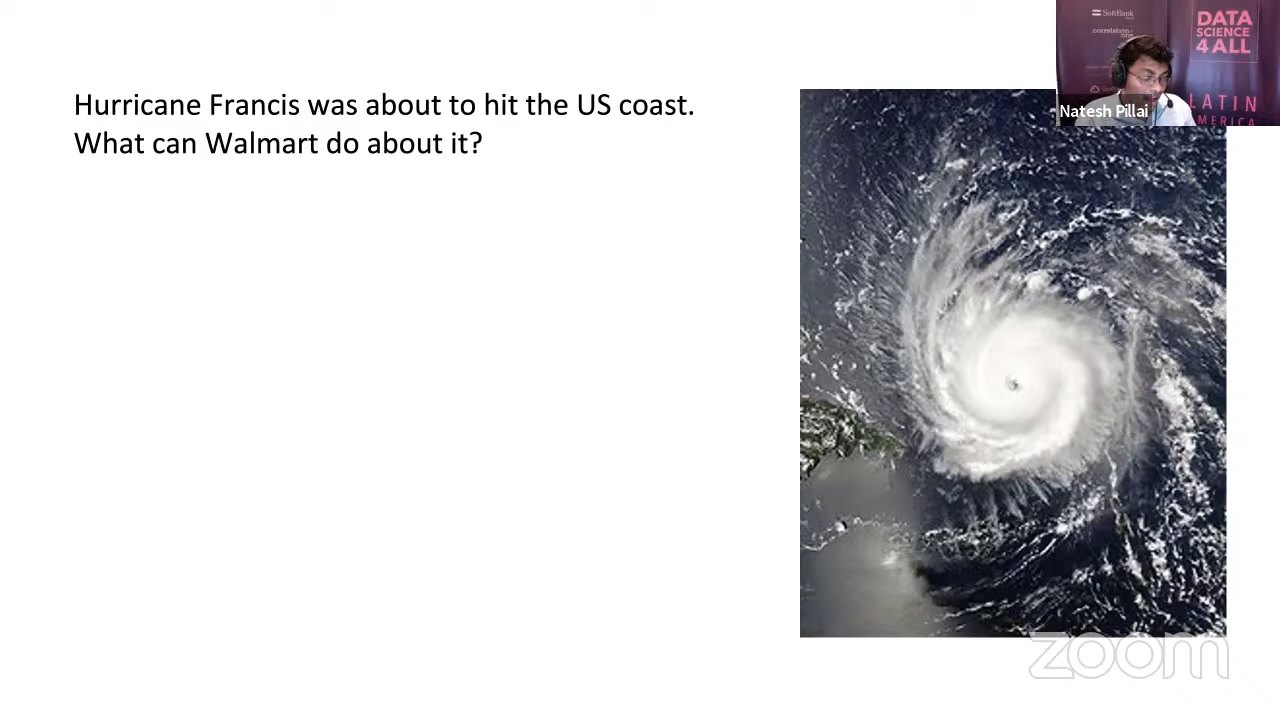 SoftBank
DATA
SCIENCE
4 ALL
Natesh Pillai
LATIN
Hurricane Francis was about to hit the US coast.
What can Walmart do about it?
zoom